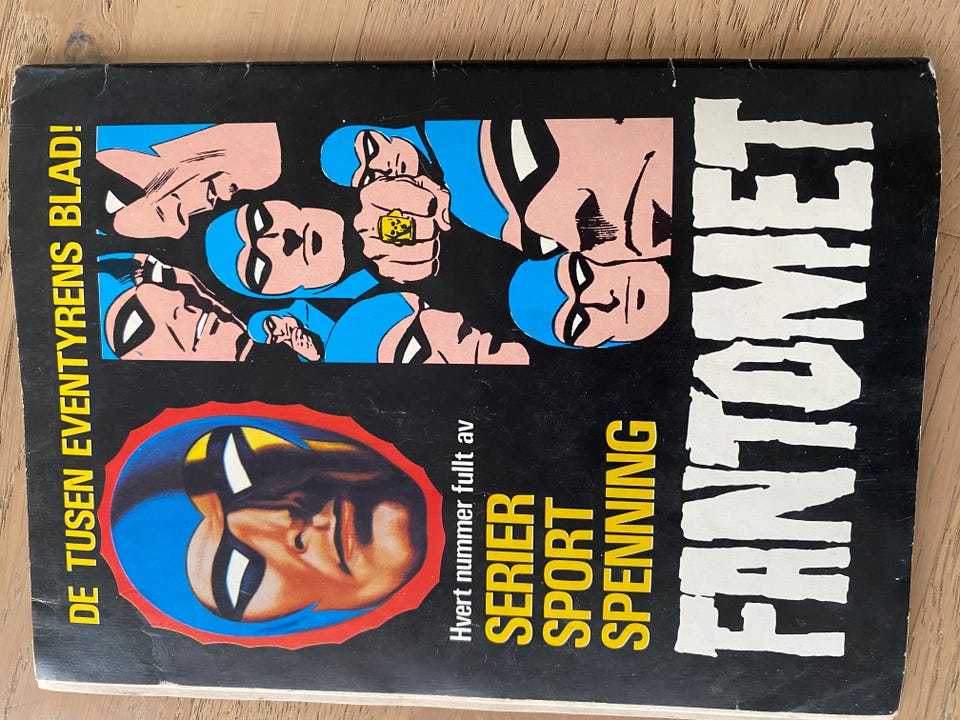 DE TUSEN EVENTYRENS BLAD!
Hvert nummer fullt av
SERIER
SPORT
SPENNING
FANTOMET